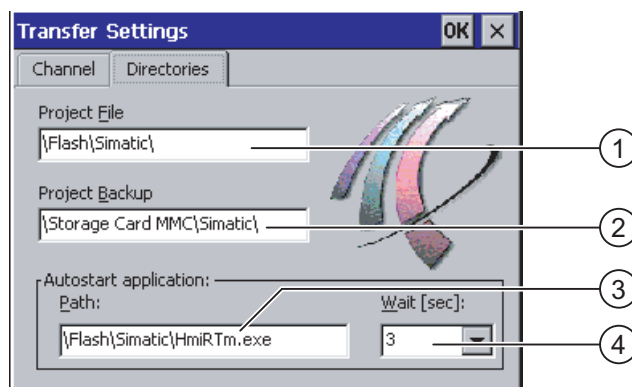 Transfer Settings OK ×
Channel Directories
Project File
\Flash\Simatic\
1
Project Backup
\Storage Card MMC\Simatic\
2
Autostart application:
3
Path: Wait [sec]:
\Flash\Simatic\HmiRTm.exe 3
4